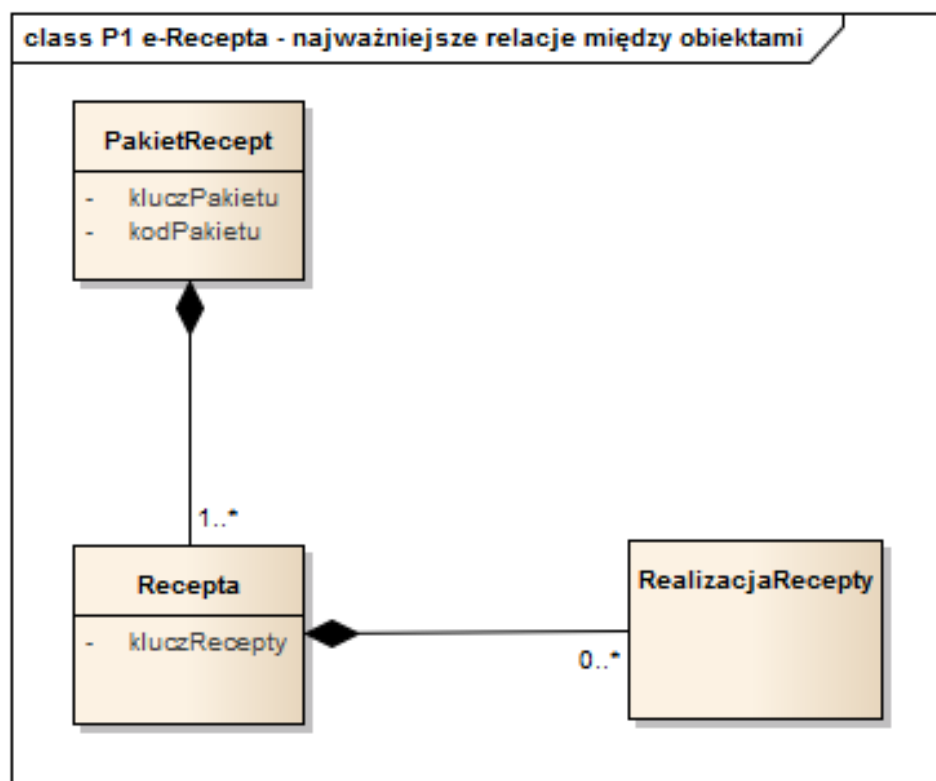 class P1 e-Recepta - najważniejsze relacje między obiektami
PakietRecept
- kluczPakietu
- kodPakietu
1..*
Recepta
- kluczRecepty
RealizacjaRecepty
0..*